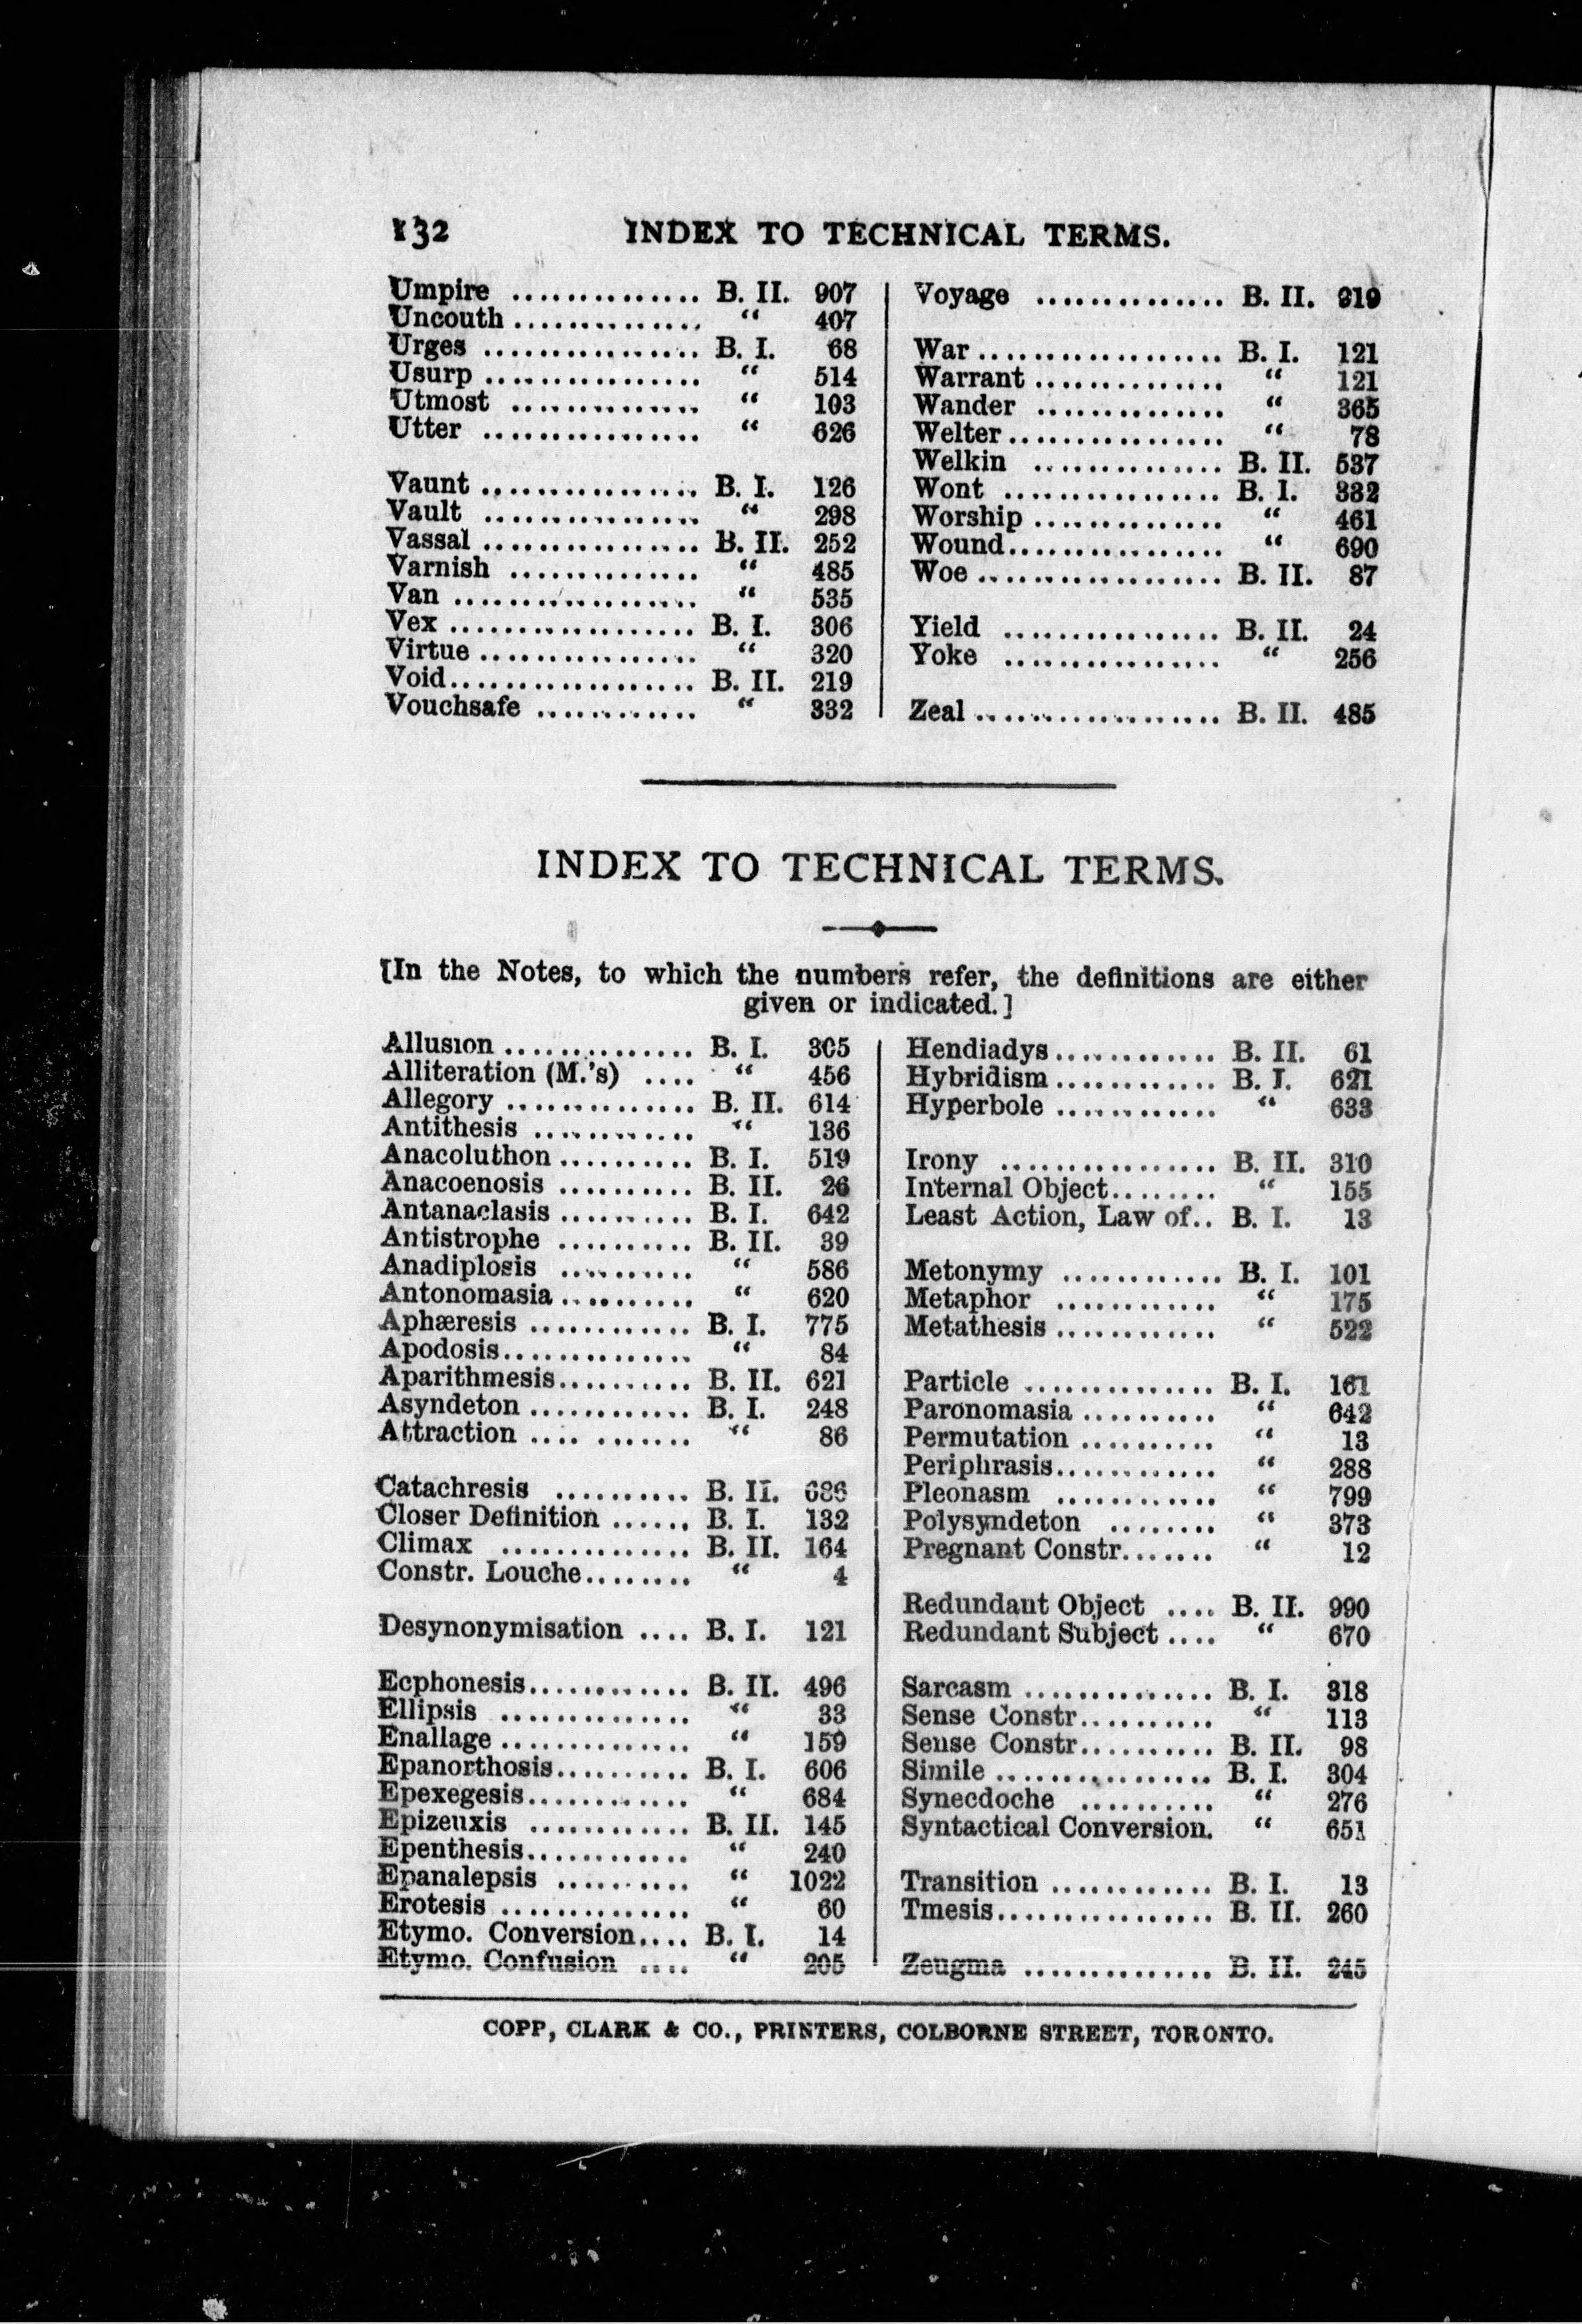 132 INDEX TO TECHNICAL TERMS.
Umpire .............. B. II. 907
Uncouth .............. “ 407
Urges ................ B. I. 68
Usurp ................ “ 514
Utmost .............. “ 103
Utter ................ “ 626
Vaunt ................ B. I. 126
Vault ................ “ 298
Vassal ................ B. II. 252
Varnish .............. “ 485
Van .................. “ 535
Vex .................. B. I. 306
Virtue ................ “ 320
Void.................. B. II. 219
Vouchsafe ............ “ 332
Voyage .............. B. II. 919
War .................. B. I. 121
Warrant .............. “ 121
Wander .............. “ 365
Welter................ “ 78
Welkin .............. B. II. 537
Wont ................ B. I. 332
Worship .............. “ 461
Wound................ “ 690
Woe .................. B. II. 87
Yield ................ B. II. 24
Yoke ................ “ 256
Zeal .................. B. II. 485
INDEX TO TECHNICAL TERMS.
[In the Notes, to which the numbers refer, the definitions are either
given or indicated.]
Allusion .............. B. I. 305
Alliteration (M.'s) .... “ 456
Allegory .............. B. II. 614
Antithesis ............ “ 136
Anacoluthon .......... B. I. 519
Anacoenosis .......... B. II. 26
Antanaclasis .......... B. I. 642
Antistrophe .......... B. II. 39
Anadiplosis .......... “ 586
Antonomasia .......... “ 620
Aphæresis ............ B. I. 775
Apodosis.............. “ 84
Aparithmesis.......... B. II. 621
Asyndeton ............ B. I. 248
Attraction .... ....... “ 86
Catachresis .......... B. II. 686
Closer Definition ...... B. I. 132
Climax .............. B. II. 164
Constr. Louche........ “ 4
Desynonymisation .... B. I. 121
Ecphonesis............ B. II. 496
Ellipsis .............. “ 33
Enallage .............. “ 159
Epanorthosis.......... B. I. 606
Epexegesis............ “ 684
Epizeuxis ............ B. II. 145
Epenthesis............ “ 240
Epanalepsis .......... “ 1022
Erotesis .............. “ 60
Etymo. Conversion.... B. I. 14
Etymo. Confusion .... “ 205
Hendiadys............ B. II. 61
Hybridism ............ B. I. 621
Hyperbole ............ “ 633
Irony ................ B. II. 310
Internal Object........ “ 155
Least Action, Law of.. B. I. 13
Metonymy ............ B. I. 101
Metaphor ............ “ 175
Metathesis ............ “ 522
Particle .............. B. I. 161
Paronomasia .......... “ 642
Permutation .......... “ 13
Periphrasis............ “ 288
Pleonasm ............ “ 799
Polysyndeton ........ “ 373
Pregnant Constr....... “ 12
Redundant Object .... B. II. 990
Redundant Subject .... “ 670
Sarcasm .............. B. I. 318
Sense Constr.......... “ 113
Sense Constr.......... B. II. 98
Simile ................ B. I. 304
Synecdoche .......... “ 276
Syntactical Conversion. “ 651
Transition ............ B. I. 13
Tmesis................ B. II. 260
Zeugma .............. B. II. 245
COPP, CLARK & CO., PRINTERS, COLBORNE STREET, TORONTO.